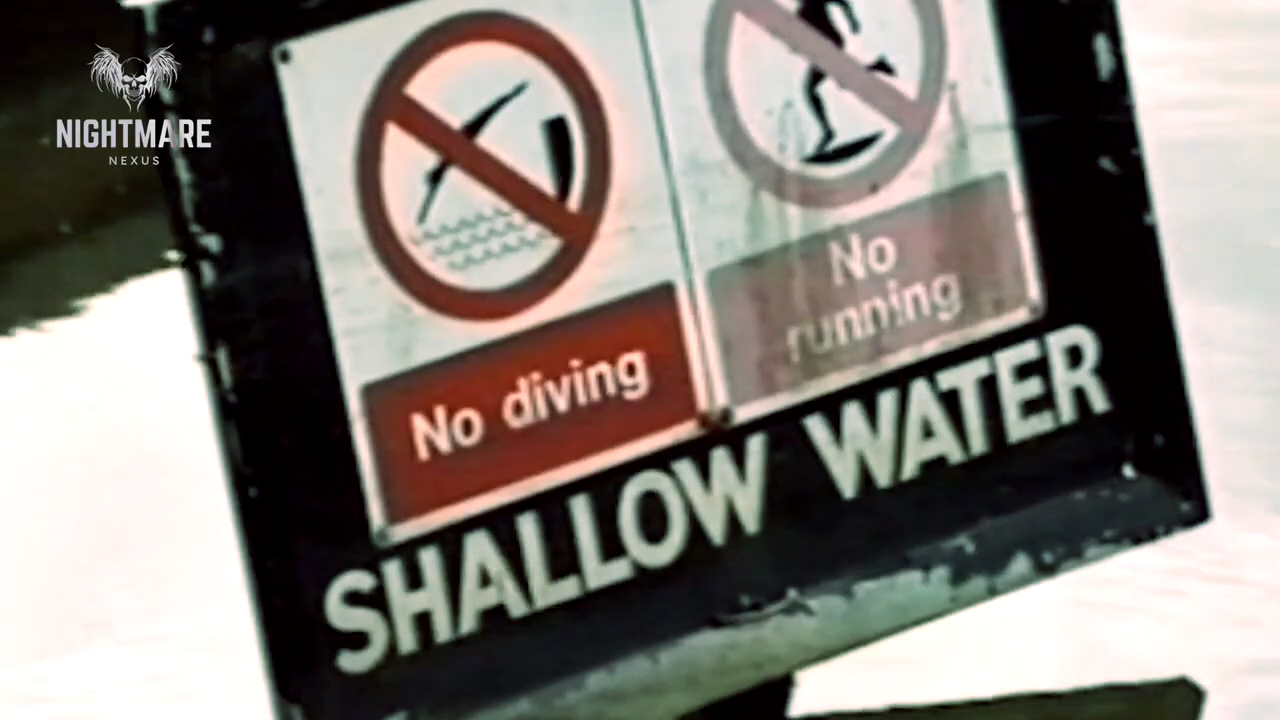 NIGHTMARE
NEXUS
No diving
No
running
SHALLOW WATER